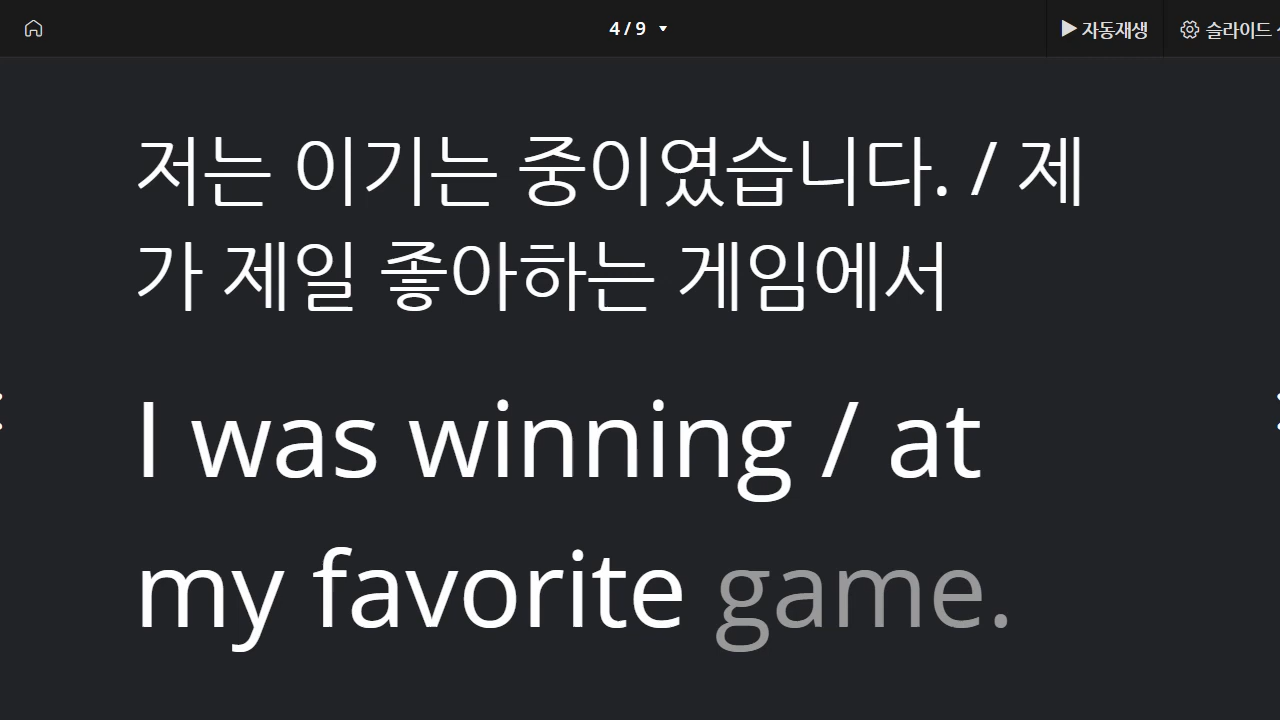 4 / 9
▶ 자동재생
슬라이드
저는 이기는 중이였습니다. / 제
가 제일 좋아하는 게임에서
I was winning / at
my favorite game.